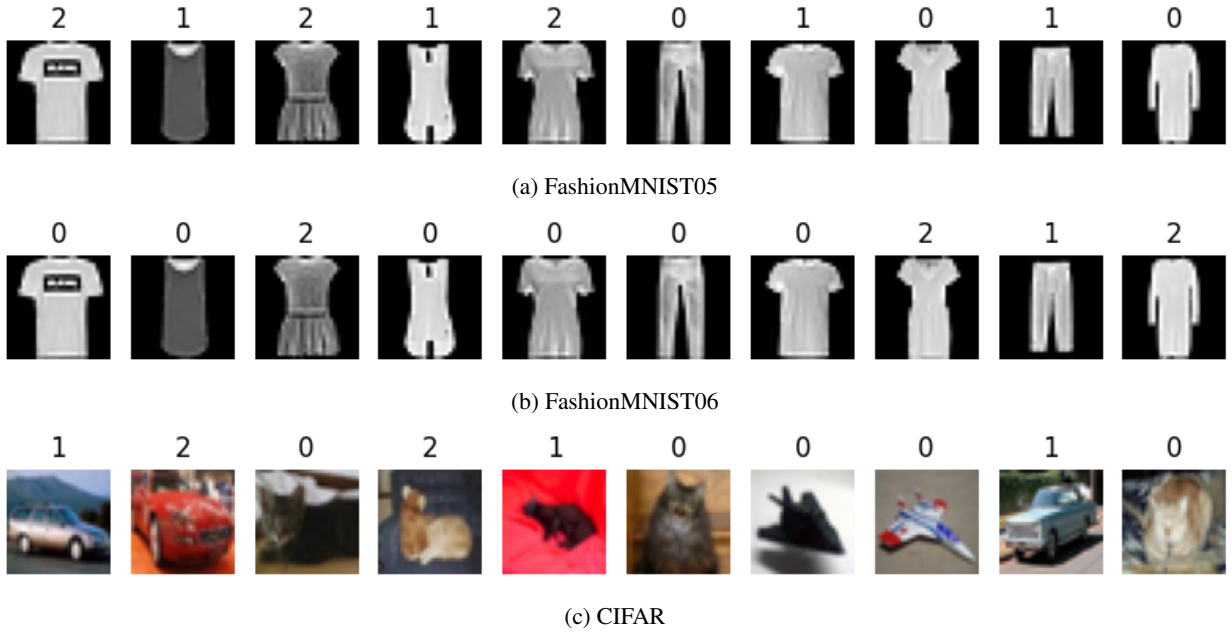 2 1 2 1 2 0 1 0 1 0
(a) FashionMNIST05
0 0 2 0 0 0 0 2 1 2
(b) FashionMNIST06
1 2 0 2 1 0 0 0 1 0
(c) CIFAR